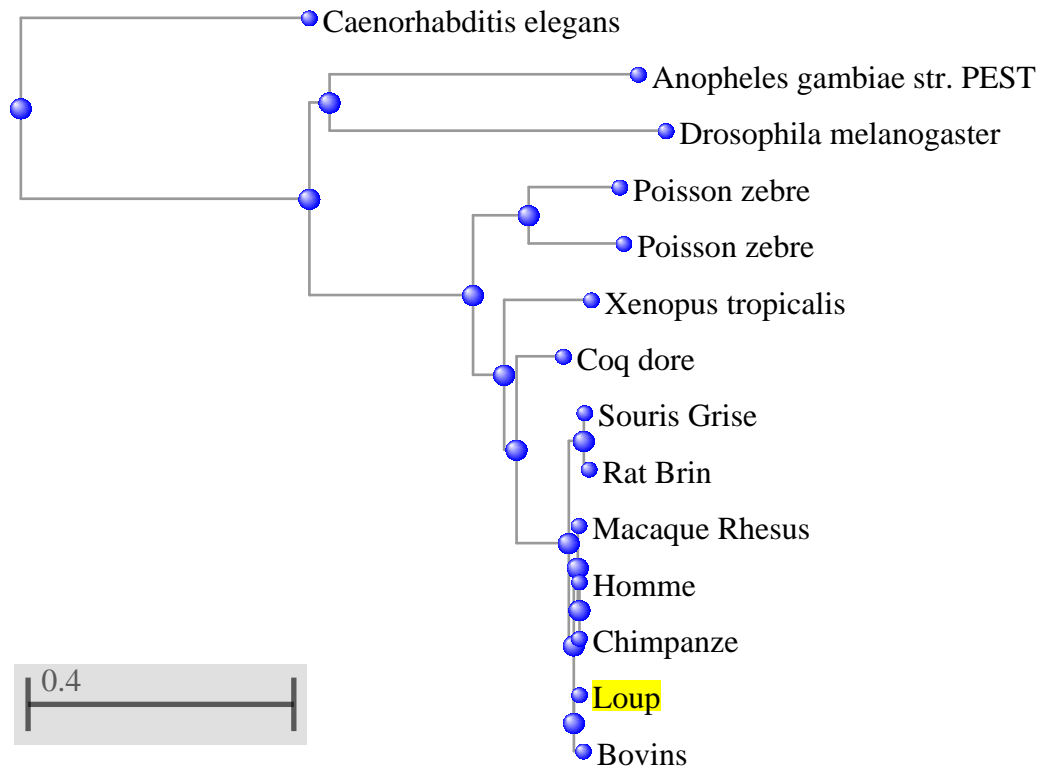 Caenorhabditis elegans
Anopheles gambiae str. PEST
Drosophila melanogaster
Poisson zebre
Poisson zebre
Xenopus tropicalis
Coq dore
Souris Grise
Rat Brin
Macaque Rhesus
Homme
Chimpanze
0.4
Loup
Bovins